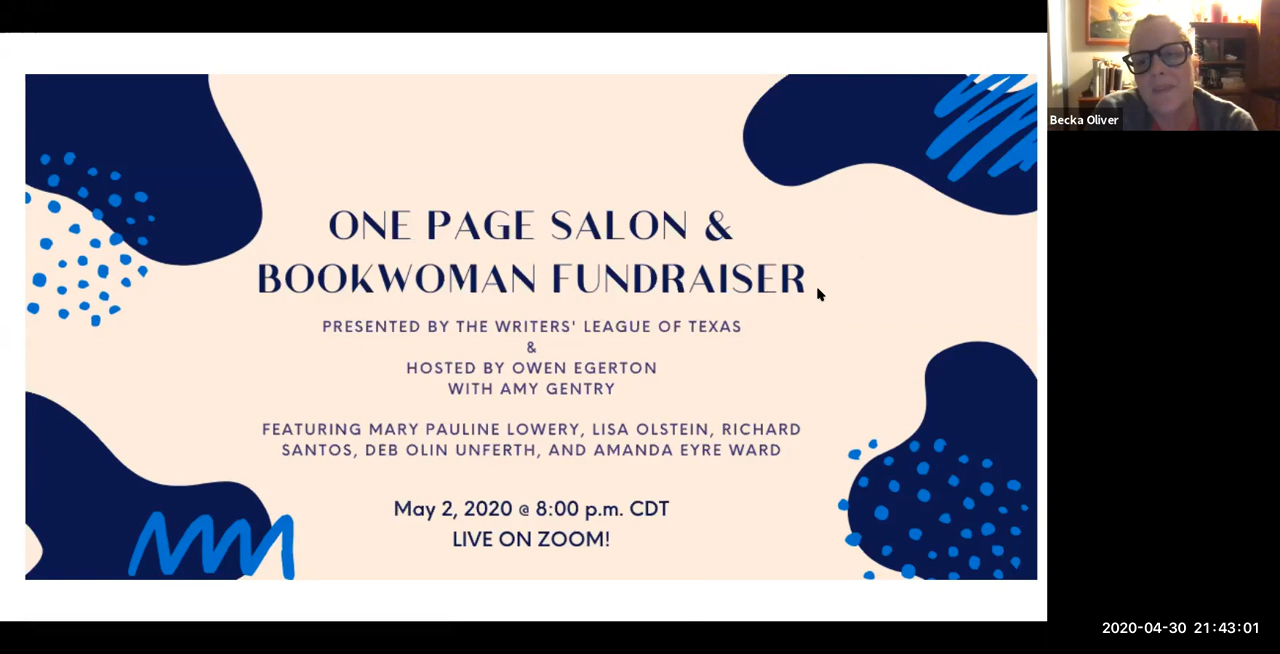 ONE PAGE SALON &
BOOKWOMAN FUNDRAISER
PRESENTED BY THE WRITERS' LEAGUE OF TEXAS
&
HOSTED BY OWEN EGERTON
WITH AMY GENTRY
FEATURING MARY PAULINE LOWERY, LISA OLSTEIN, RICHARD
SANTOS, DEB OLIN UNFERTH, AND AMANDA EYRE WARD
May 2, 2020 @ 8:00 p.m. CDT
LIVE ON ZOOM!
Becka Oliver
2020-04-30 21:43:01